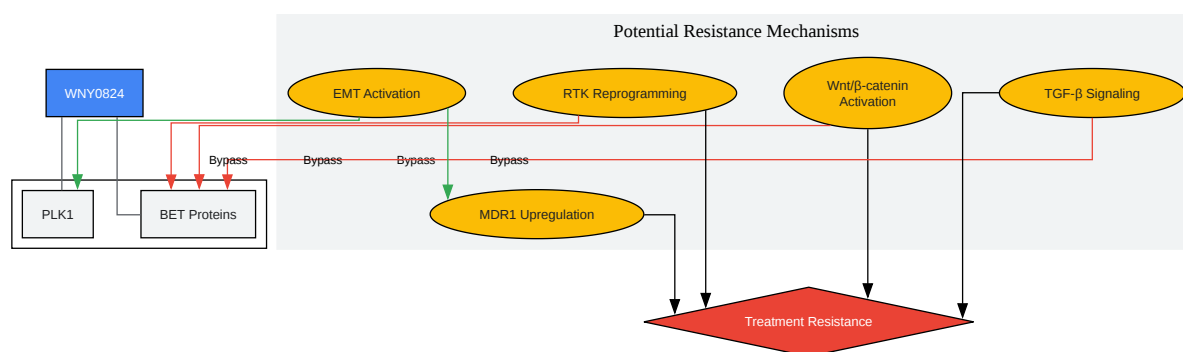 Potential Resistance Mechanisms
WNY0824
EMT Activation
RTK Reprogramming
Wnt/β-catenin
Activation
TGF-β Signaling
Bypass
Bypass
Bypass
Bypass
PLK1
BET Proteins
MDR1 Upregulation
Treatment Resistance